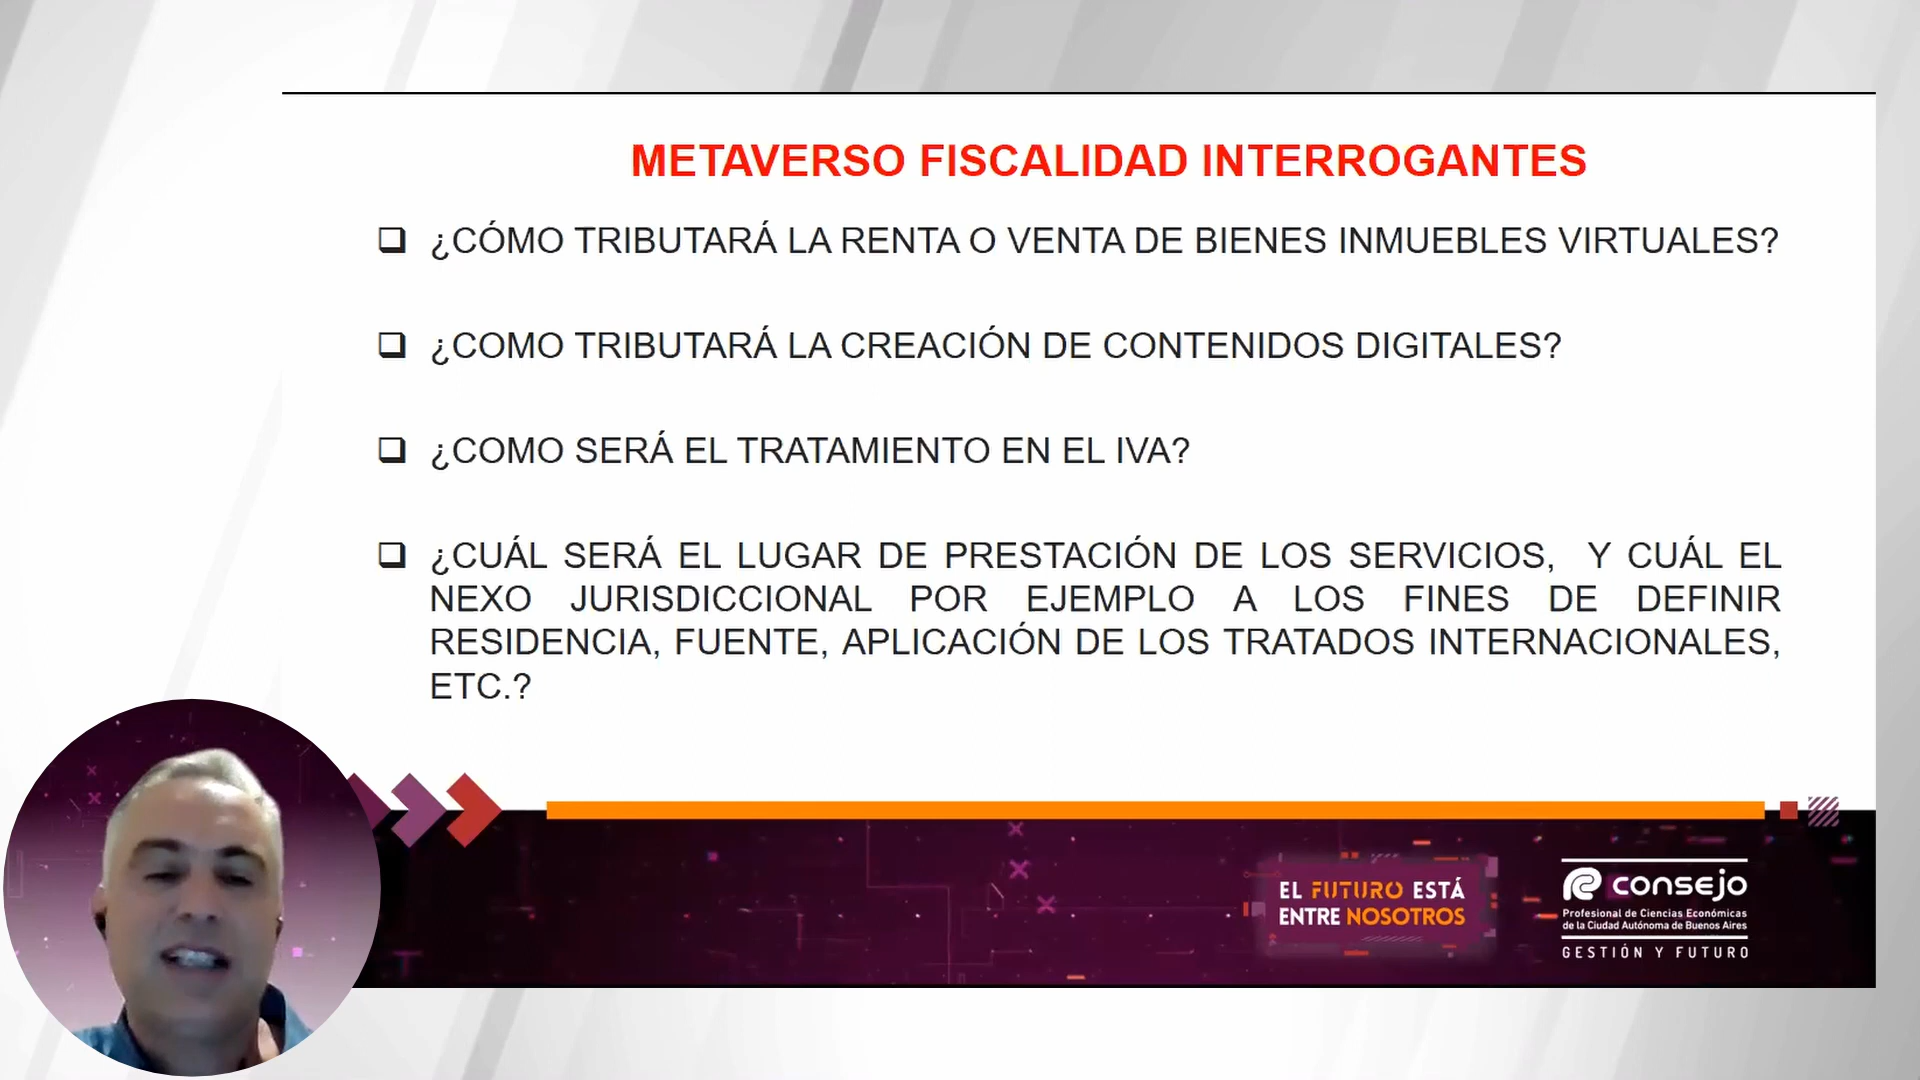 METAVERSO FISCALIDAD INTERROGANTES
¿CÓMO TRIBUTARÁ LA RENTA O VENTA DE BIENES INMUEBLES VIRTUALES?
¿COMO TRIBUTARÁ LA CREACIÓN DE CONTENIDOS DIGITALES?
¿COMO SERÁ EL TRATAMIENTO EN EL IVA?
¿CUÁL SERÁ EL LUGAR DE PRESTACIÓN DE LOS SERVICIOS, Y CUÁL EL
NEXO JURISDICCIONAL POR EJEMPLO A LOS FINES DE DEFINIR
RESIDENCIA, FUENTE, APLICACIÓN DE LOS TRATADOS INTERNACIONALES,
ETC.?
EL FUTURO ESTÁ
ENTRE NOSOTROS
consejo
Profesional de Ciencias Económicas
de la Ciudad Autónoma de Buenos Aires
GESTIÓN Y FUTURO